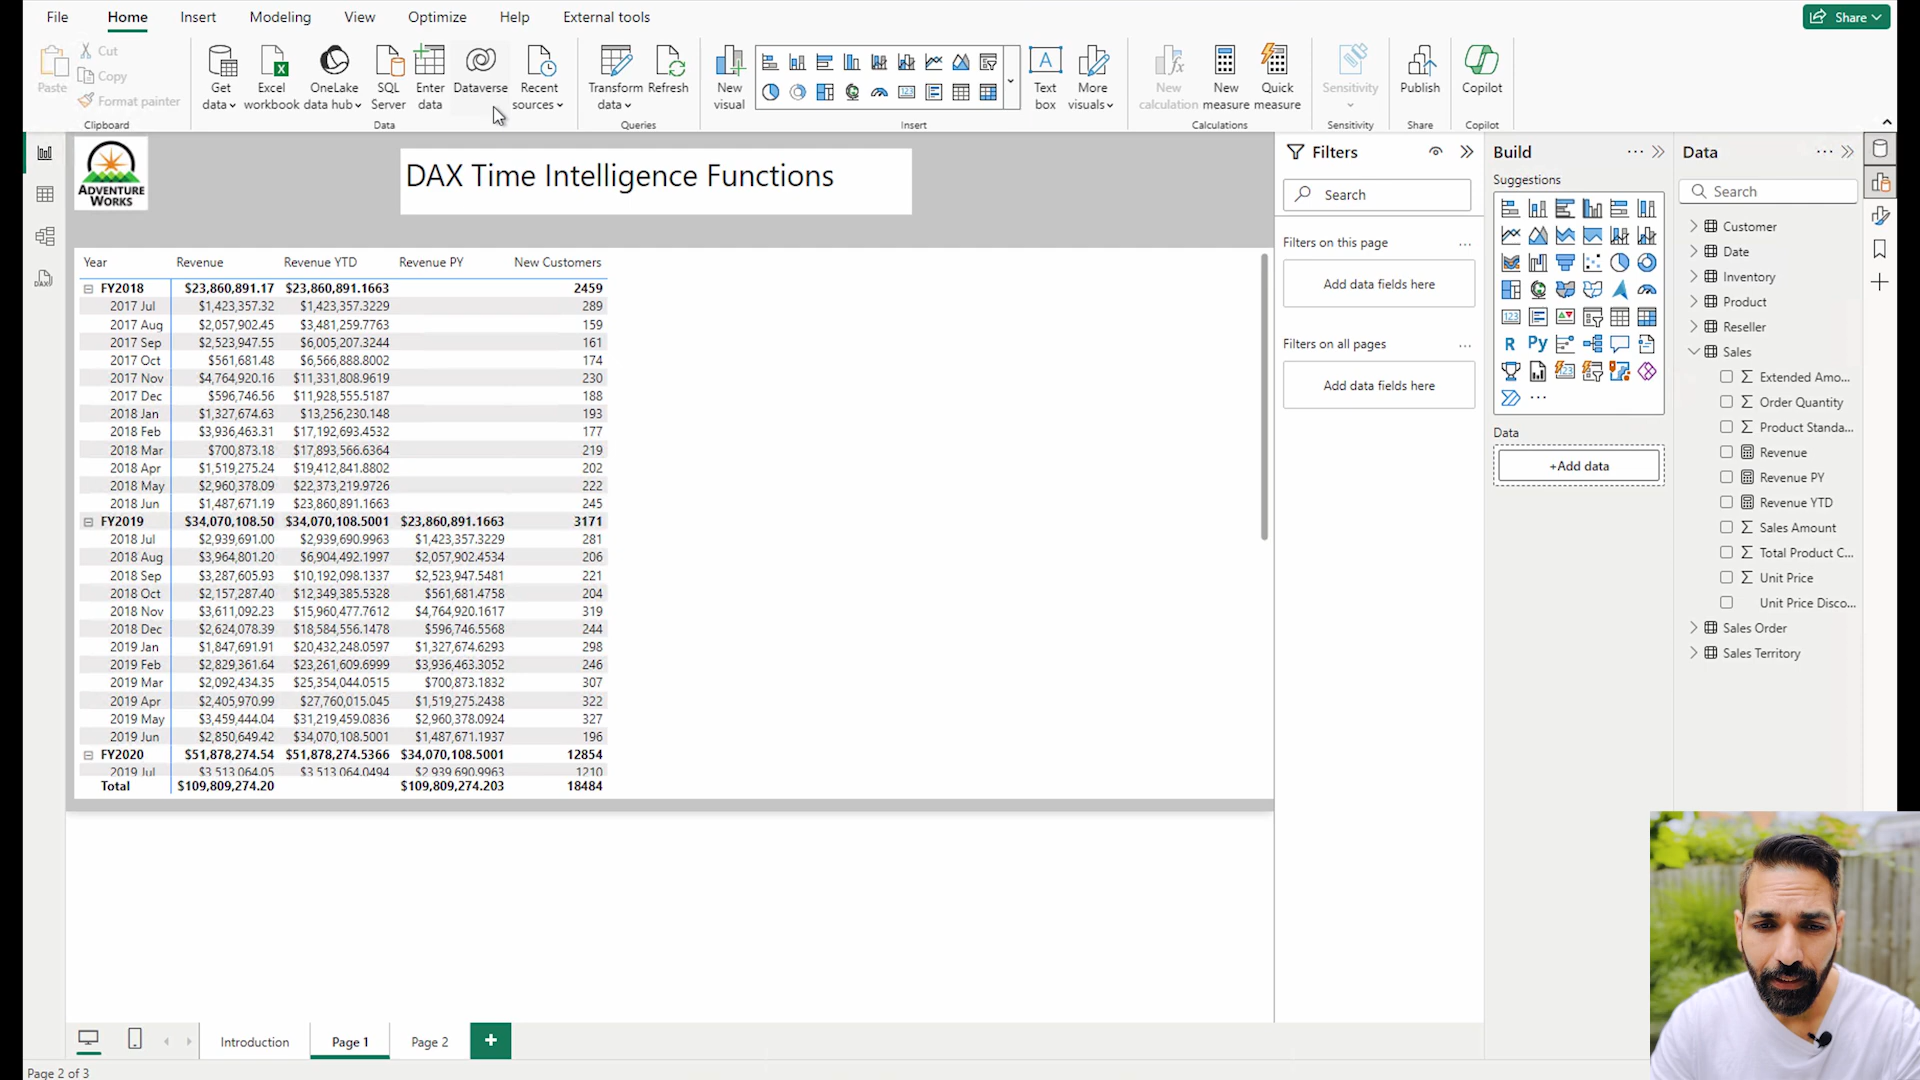 File Home Insert Modeling View Optimize Help External tools Share
Paste Cut Copy Format painter Clipboard
Get data Excel workbook OneLake data hub SQL Server Enter data Dataverse Recent sources Data
Transform data Refresh Queries
New visual Text box More visuals Insert
New calculation New measure Quick measure Calculations
Sensitivity Sensitivity
Publish Share
Copilot Copilot
ADVENTURE WORKS
DAX Time Intelligence Functions
Year Revenue Revenue YTD Revenue PY New Customers
FY2018 $23,860,891.17 $23,860,891.1663 2459
2017 Jul $1,423,357.32 $1,423,357.3229 289
2017 Aug $2,057,902.45 $3,481,259.7763 159
2017 Sep $2,523,947.55 $6,005,207.3244 161
2017 Oct $561,681.48 $6,566,888.8002 174
2017 Nov $4,764,920.16 $11,331,808.9619 230
2017 Dec $596,746.56 $11,928,555.5187 188
2018 Jan $1,327,674.63 $13,256,230.148 193
2018 Feb $3,936,463.31 $17,192,693.4532 177
2018 Mar $700,873.18 $17,893,566.6364 219
2018 Apr $1,519,275.24 $19,412,841.8802 202
2018 May $2,960,378.09 $22,373,219.9726 222
2018 Jun $1,487,671.19 $23,860,891.1663 245
FY2019 $34,070,108.50 $34,070,108.5001 $23,860,891.1663 3171
2018 Jul $2,939,691.00 $2,939,690.9963 $1,423,357.3229 281
2018 Aug $3,964,801.20 $6,904,492.1997 $2,057,902.4534 206
2018 Sep $3,287,605.93 $10,192,098.1337 $2,523,947.5481 221
2018 Oct $2,157,287.40 $12,349,385.5328 $561,681.4758 204
2018 Nov $3,611,092.23 $15,960,477.7612 $4,764,920.1617 319
2018 Dec $2,624,078.39 $18,584,556.1478 $596,746.5568 244
2019 Jan $1,847,691.91 $20,432,248.0597 $1,327,674.6293 298
2019 Feb $2,829,361.64 $23,261,609.6999 $3,936,463.3052 246
2019 Mar $2,092,434.35 $25,354,044.0515 $700,873.1832 307
2019 Apr $2,405,970.99 $27,760,015.045 $1,519,275.2438 322
2019 May $3,459,444.04 $31,219,459.0836 $2,960,378.0924 327
2019 Jun $2,850,649.42 $34,070,108.5001 $1,487,671.1937 196
FY2020 $51,878,274.54 $51,878,274.5366 $34,070,108.5001 12854
2019 Jul $3,513,064.05 $3,513,064.0494 $2,939,690.9963 1210
Total $109,809,274.20 $109,809,274.203 18484
Filters
Search
Filters on this page ...
Add data fields here
Filters on all pages ...
Add data fields here
Build ...
Suggestions
R Py
123
...
Data
+Add data
Data ...
Search
Customer
Date
Inventory
Product
Reseller
Sales
Extended Amo...
Order Quantity
Product Standa...
Revenue
Revenue PY
Revenue YTD
Sales Amount
Total Product C...
Unit Price
Unit Price Disco...
Sales Order
Sales Territory
Introduction Page 1 Page 2 +
Page 2 of 3